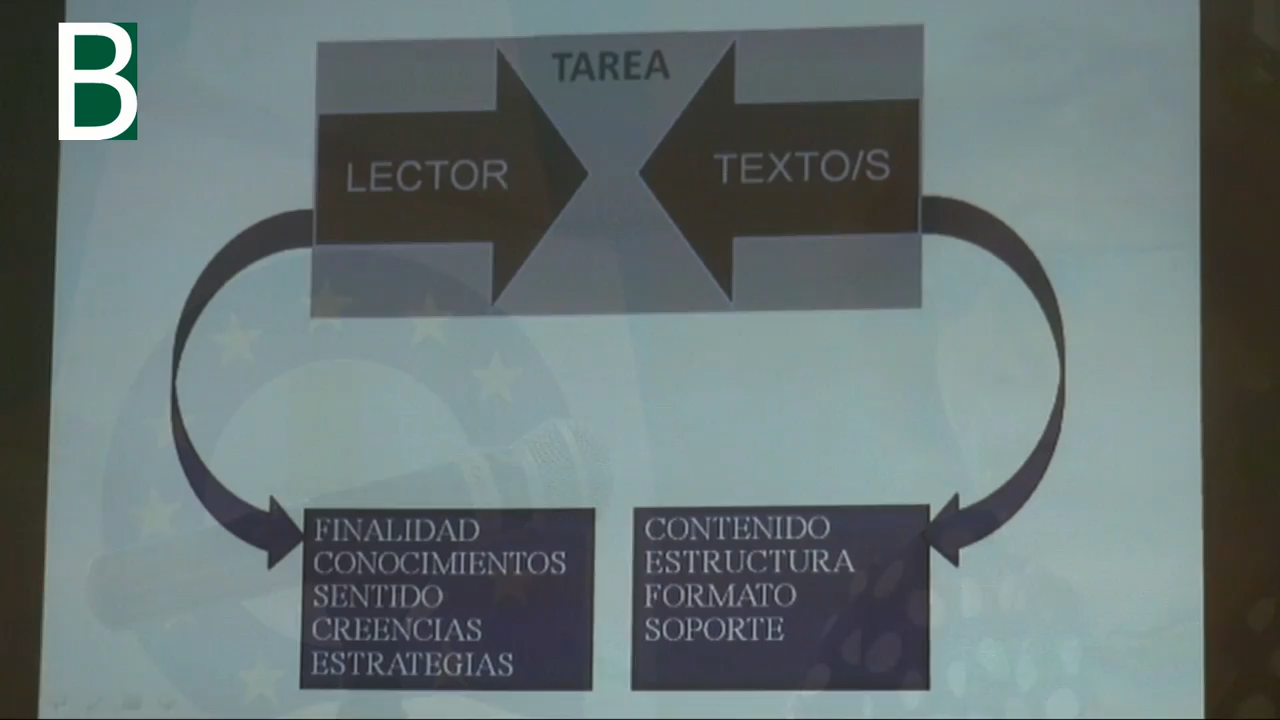 B
TAREA
LECTOR
TEXTO/S
FINALIDAD
CONOCIMIENTOS
SENTIDO
CREENCIAS
ESTRATEGIAS
CONTENIDO
ESTRUCTURA
FORMATO
SOPORTE